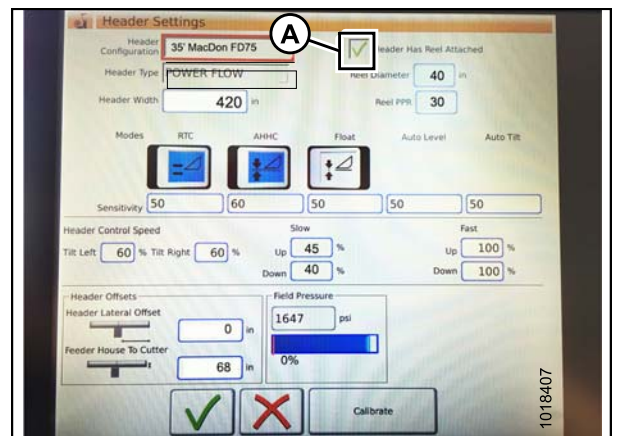 Header Settings
A
Header Configuration
35' MacDon FD75
Header Has Reel Attached
Header Type
POWER FLOW
Reel Diameter 40 in
Header Width 420 in
Reel PPR 30
Modes RTC AHHC Float Auto Level Auto Tilt
Sensitivity 50 60 50 50 50
Header Control Speed Slow Fast
Tilt Left 60 % Tilt Right 60 % Up 45 % Up 100 %
Down 40 % Down 100 %
Header Offsets Field Pressure
Header Lateral Offset
0 in
1647 psi
Feeder House To Cutter
68 in
0%
Calibrate
1018407